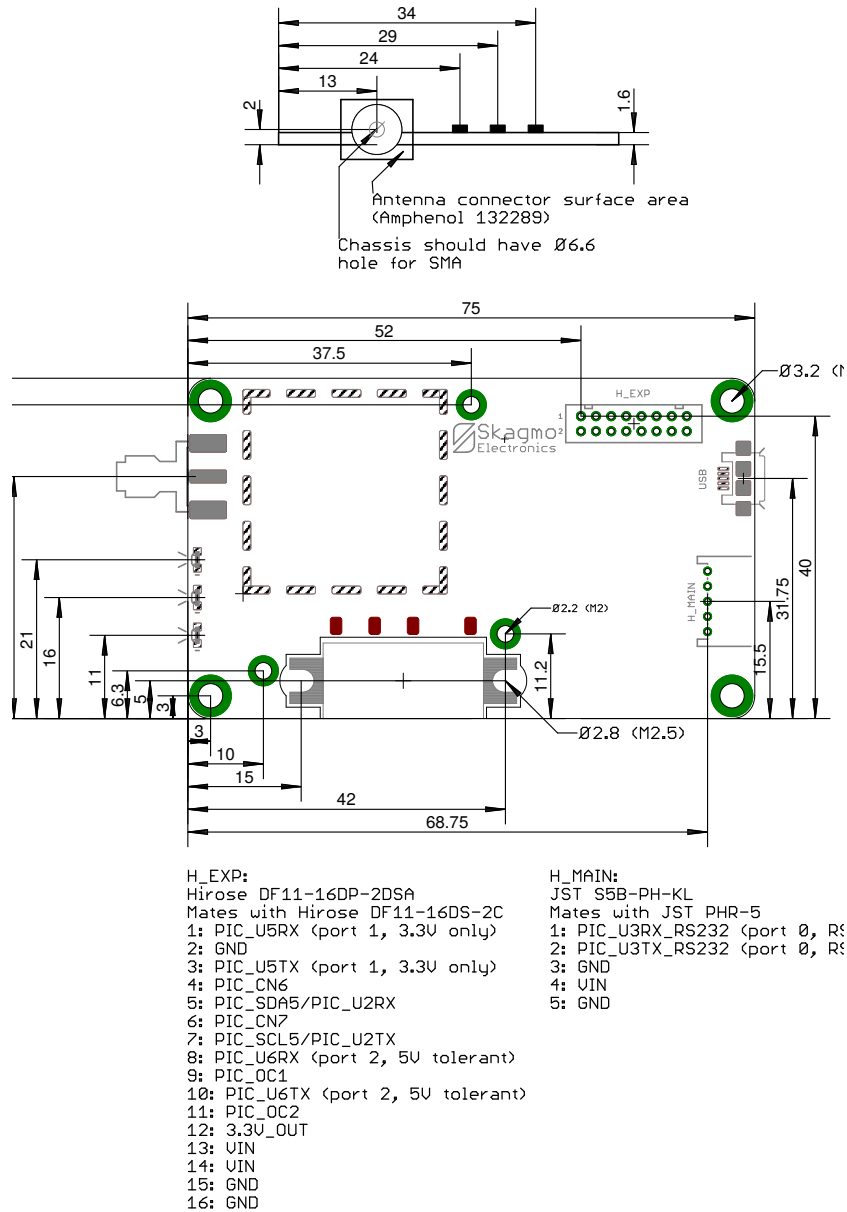 34
29
24
13
2
1.6
Antenna connector surface area
(Amphenol 132289)
Chassis should have Ø6.6
hole for SMA
75
52
37.5
Ø3.2 (M
H_EXP
1
2
Skagmo
Electronics
USB
H_MAIN
40
31.75
15.5
Ø2.2 (M2)
11.2
21
16
11
6.3
5
3
Ø2.8 (M2.5)
3
10
15
42
68.75
H_EXP:
Hirose DF11-16DP-2DSA
Mates with Hirose DF11-16DS-2C
1: PIC_U5RX (port 1, 3.3V only)
2: GND
3: PIC_U5TX (port 1, 3.3V only)
4: PIC_CN6
5: PIC_SDA5/PIC_U2RX
6: PIC_CN7
7: PIC_SCL5/PIC_U2TX
8: PIC_U6RX (port 2, 5V tolerant)
9: PIC_OC1
10: PIC_U6TX (port 2, 5V tolerant)
11: PIC_OC2
12: 3.3V_OUT
13: VIN
14: VIN
15: GND
16: GND
H_MAIN:
JST S5B-PH-KL
Mates with JST PHR-5
1: PIC_U3RX_RS232 (port 0, RS
2: PIC_U3TX_RS232 (port 0, RS
3: GND
4: VIN
5: GND